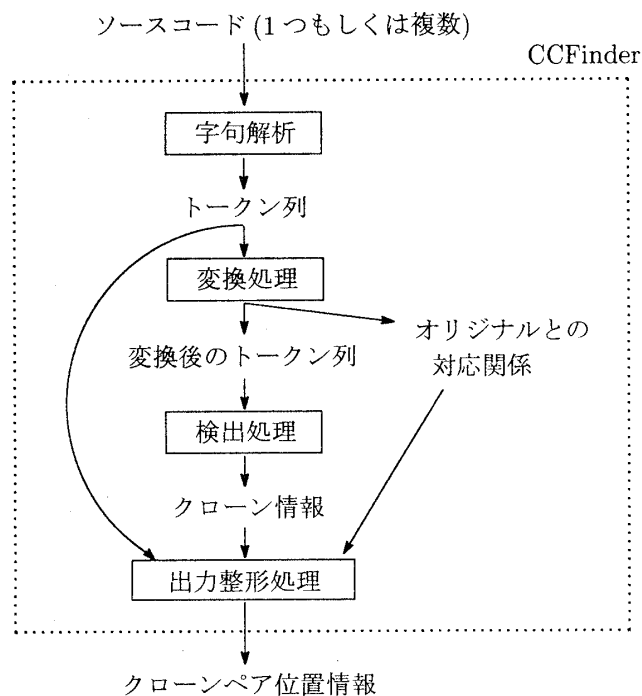 ソースコード (1 つもしくは複数)
CCFinder
字句解析
トークン列
変換処理
オリジナルとの
対応関係
変換後のトークン列
検出処理
クローン情報
出力整形処理
クローンペア位置情報